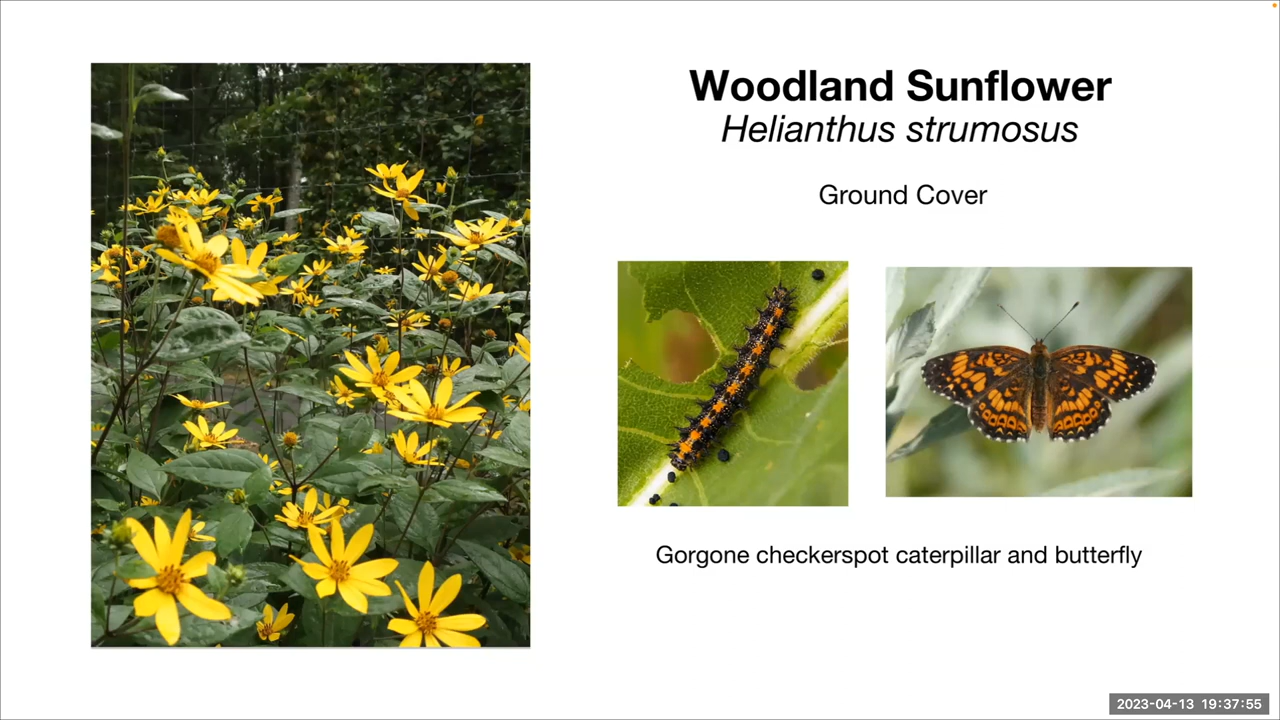 Woodland Sunflower
Helianthus strumosus
Ground Cover
Gorgone checkerspot caterpillar and butterfly
2023-04-13 19:37:55